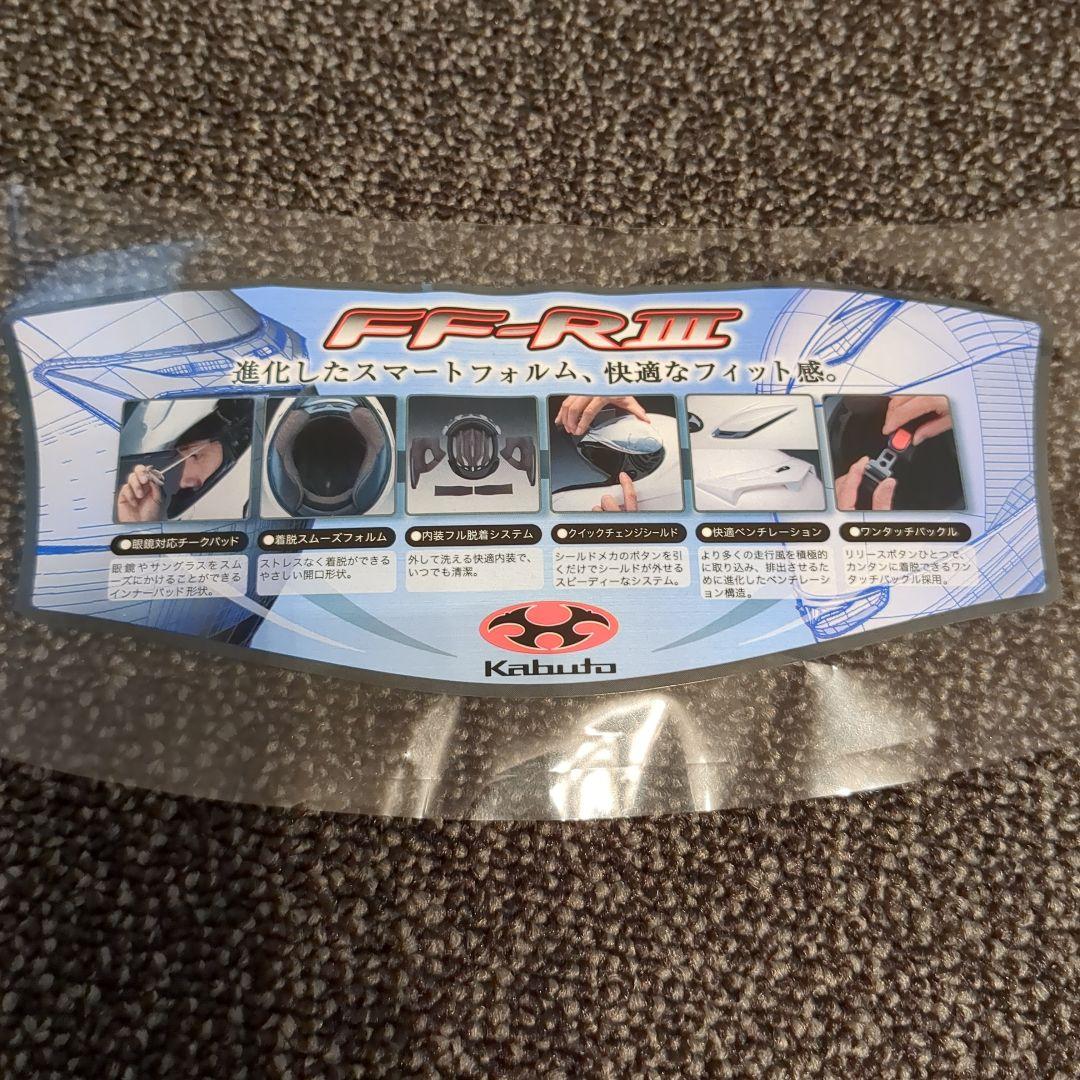 FF-RⅢ
進化したスマートフォルム、快適なフィット感。
●眼鏡対応チークパッド
眼鏡やサングラスをスム
ーズにかけることができる
インナーパッド形状。
●着脱スムーズフォルム
ストレスなく着脱ができる
やさしい開口形状。
●内装フル脱着システム
外して洗える快適内装で、
いつでも清潔。
●クイックチェンジシールド
シールドメカのボタンを引
くだけでシールドが外せる
スピーディーなシステム。
●快適ベンチレーション
より多くの走行風を積極的
に取り込み、排出させるた
めに進化したベンチレーシ
ョン構造。
●ワンタッチバックル
リリースボタンひとつで、
カンタンに着脱できるワン
タッチバックル採用。
Kabuto